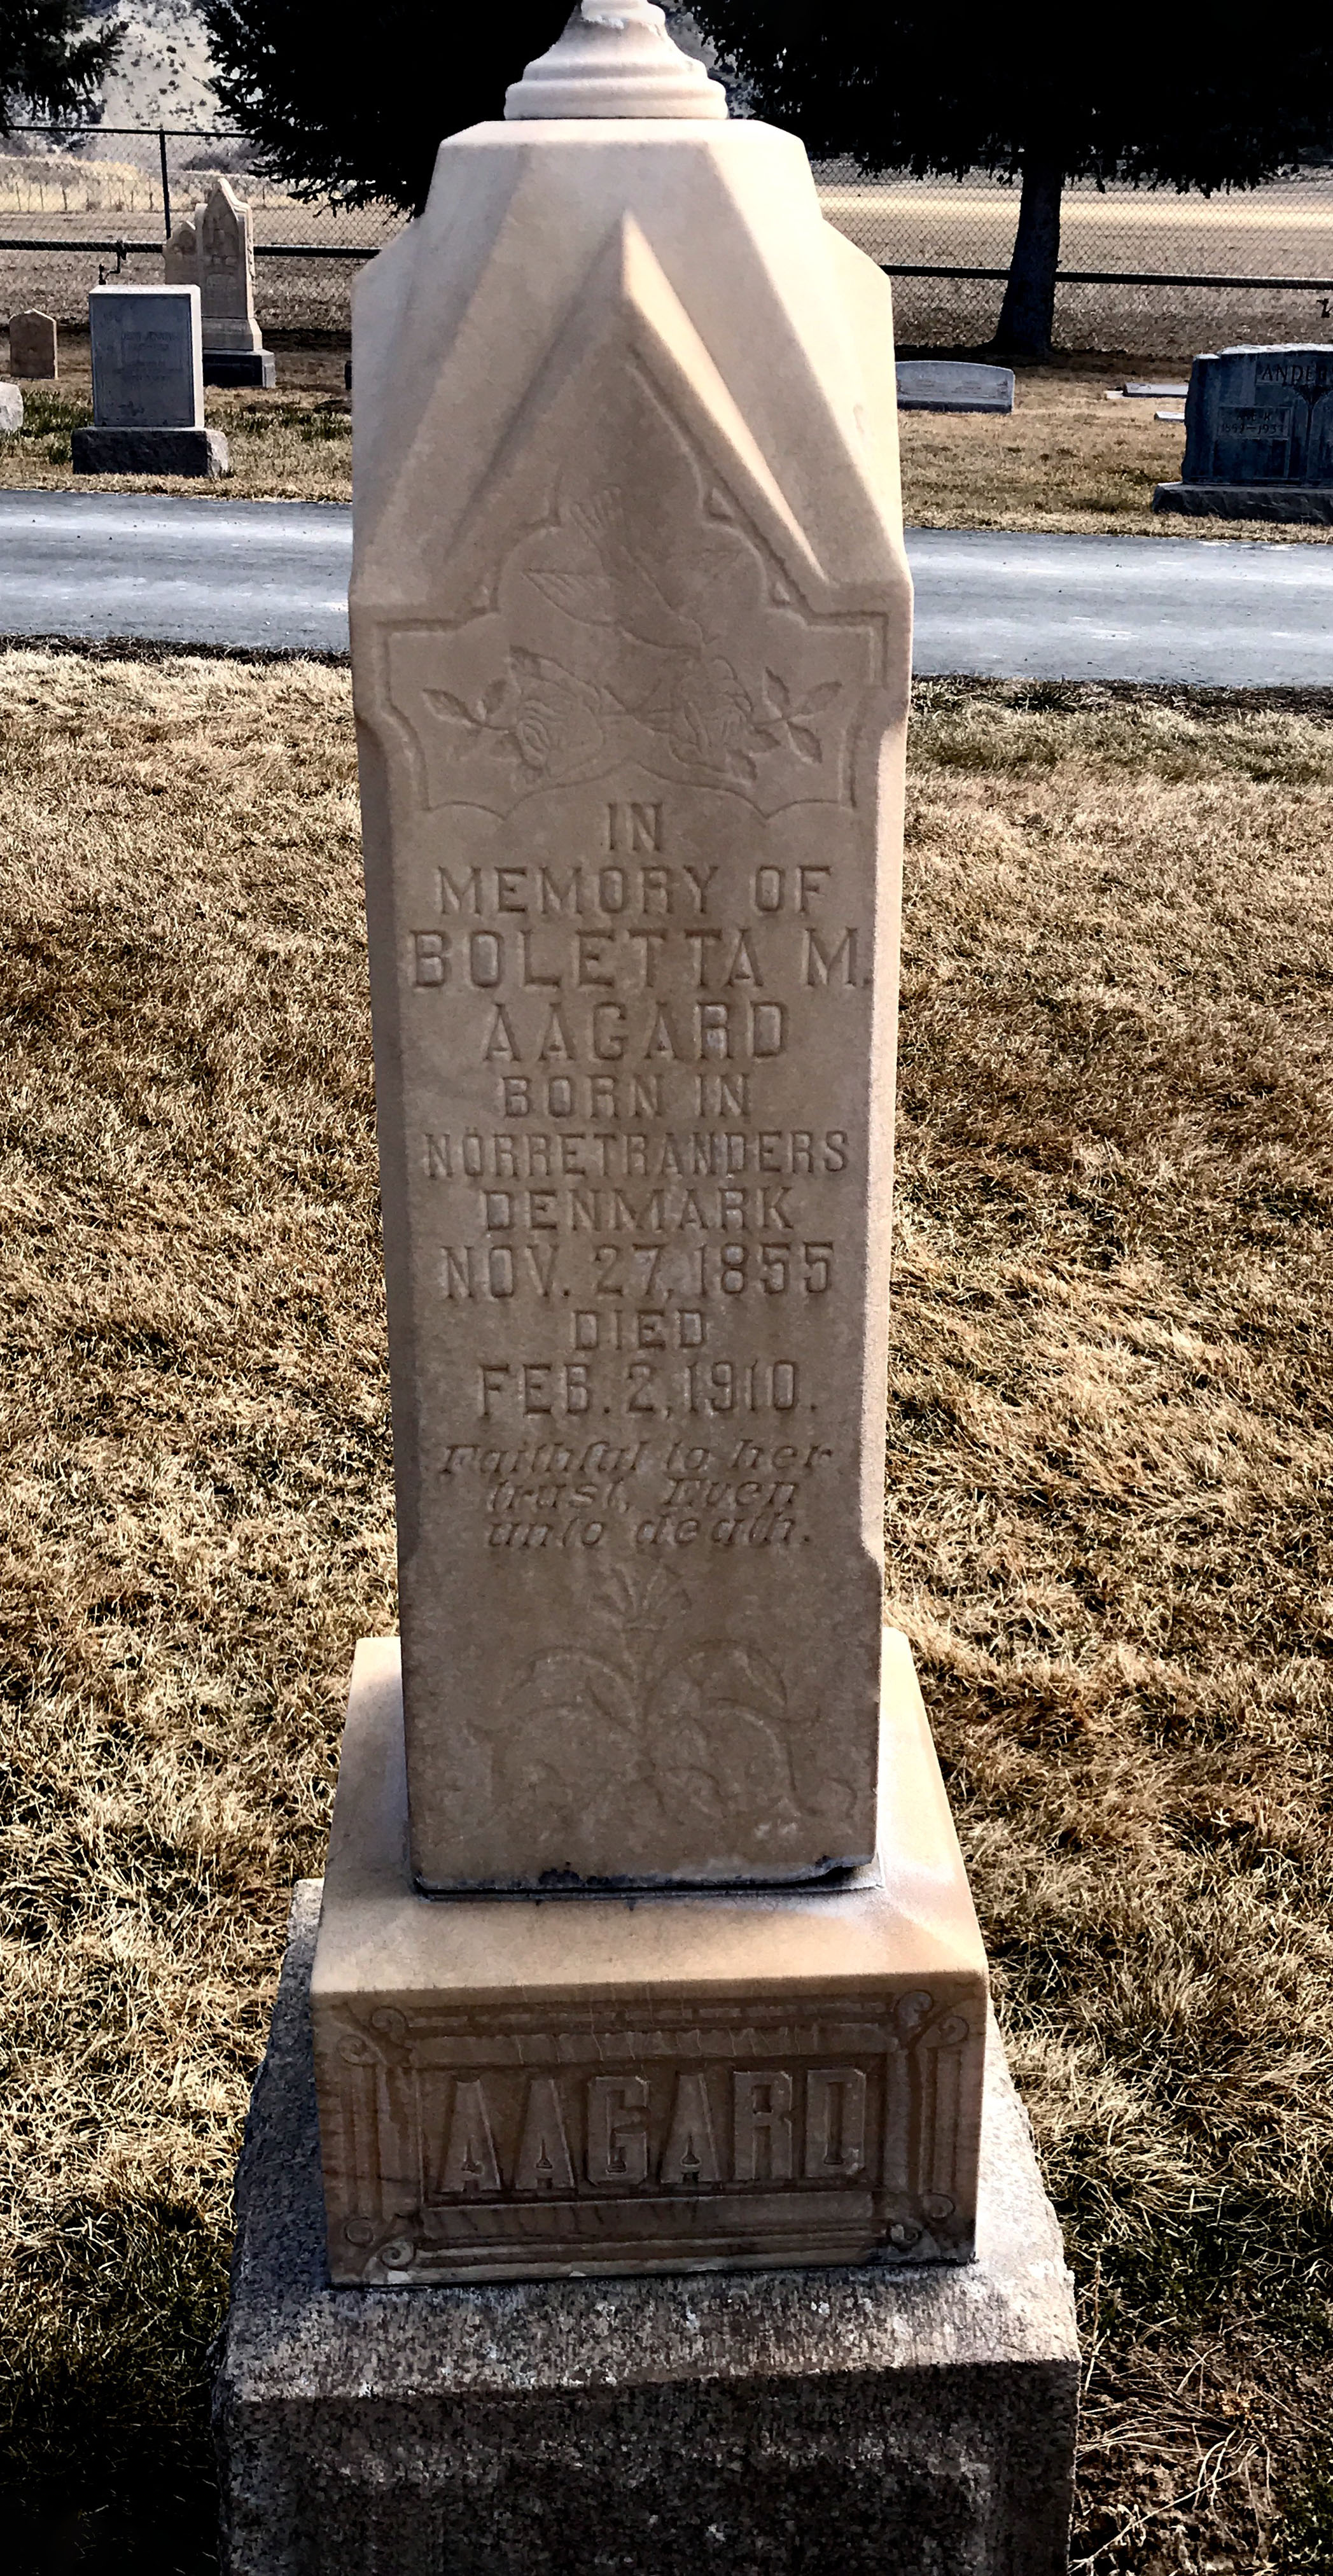 IN
MEMORY OF
BOLETTA M.
AAGARD
BORN IN
NÖRRETRANDERS
DENMARK
NOV. 27, 1855
DIED
FEB. 2, 1910.
Faithful to her
trust, Even
unto death.
AAGARD